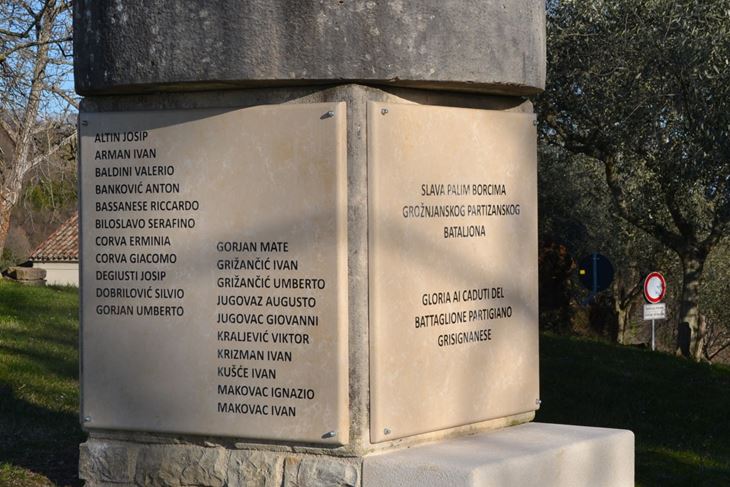 ALTIN JOSIP
ARMAN IVAN
BALDINI VALERIO
BANKOVIĆ ANTON
BASSANESE RICCARDO
BILOSLAVO SERAFINO
CORVA ERMINIA
CORVA GIACOMO
DEGIUSTI JOSIP
DOBRILOVIĆ SILVIO
GORJAN UMBERTO
GORJAN MATE
GRIŽANČIĆ IVAN
GRIŽANČIĆ UMBERTO
JUGOVAZ AUGUSTO
JUGOVAC GIOVANNI
KRALJEVIĆ VIKTOR
KRIZMAN IVAN
KUŠĆE IVAN
MAKOVAC IGNAZIO
MAKOVAC IVAN
SLAVA PALIM BORCIMA
GROŽNJANSKOG PARTIZANSKOG
BATALJONA
GLORIA AI CADUTI DEL
BATTAGLIONE PARTIGIANO
GRISIGNANESE